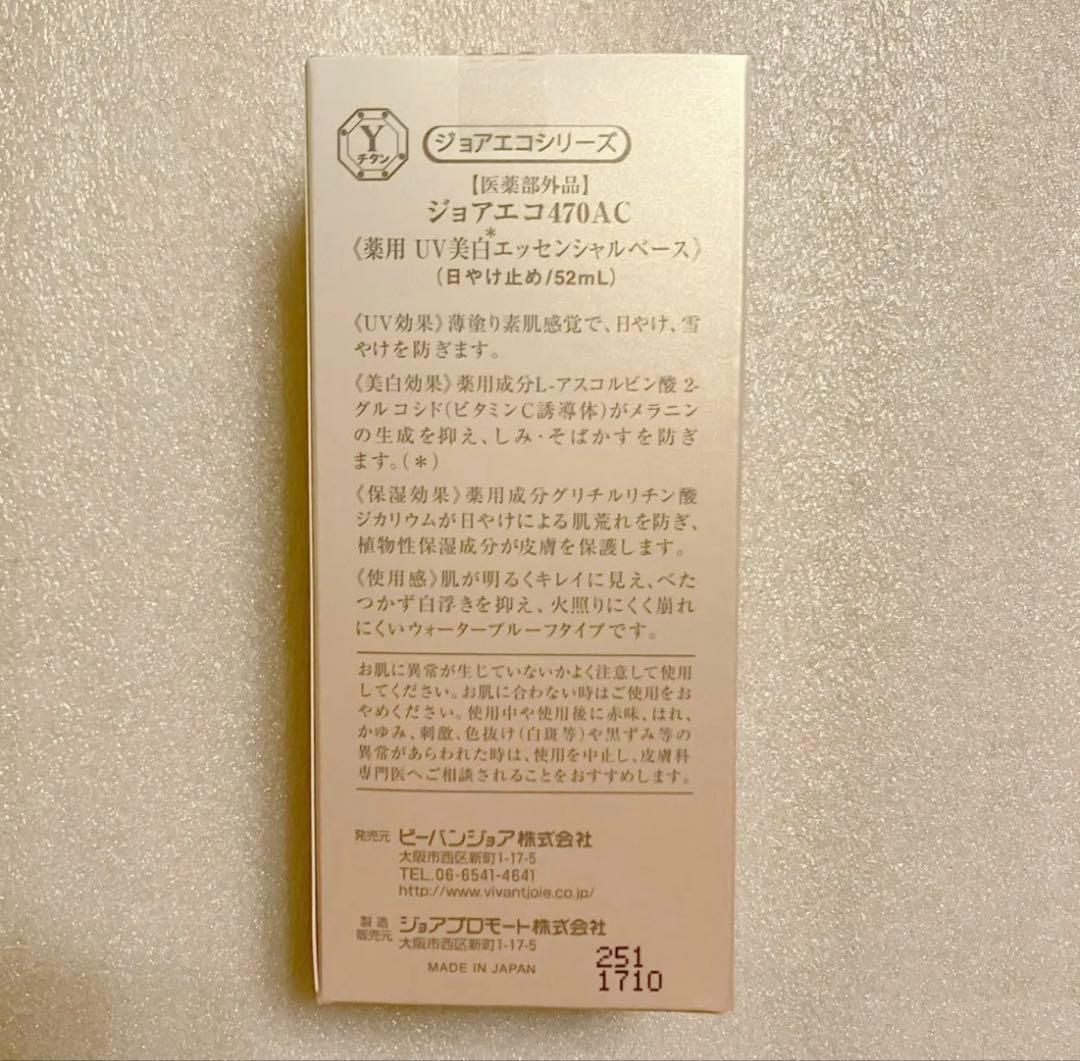 Y
チタン
ジョアエコシリーズ
【医薬部外品】
ジョアエコ470AC
《薬用 UV美白*エッセンシャルベース》
(日やけ止め/52mL)
《UV効果》薄塗り素肌感覚で、日やけ、雪
やけを防ぎます。
《美白効果》薬用成分L-アスコルビン酸 2-
グルコシド(ビタミンC誘導体)がメラニン
の生成を抑え、しみ・そばかすを防ぎ
ます。(*)
《保湿効果》薬用成分グリチルリチン酸
ジカリウムが日やけによる肌荒れを防ぎ、
植物性保湿成分が皮膚を保護します。
《使用感》肌が明るくキレイに見え、べた
つかず白浮きを抑え、火照りにくく崩れ
にくいウォータープルーフタイプです。
お肌に異常が生じていないかよく注意して使用
してください。お肌に合わない時はご使用をお
やめください。使用中や使用後に赤味、はれ、
かゆみ、刺激、色抜け(白斑等)や黒ずみ等の
異常があらわれた時は、使用を中止し、皮膚科
専門医へご相談されることをおすすめします。
発売元 ビーバンジョア株式会社
大阪市西区新町1-17-5
TEL.06-6541-4641
http://www.vivantjoie.co.jp/
製造販売元 ジョアプロモート株式会社
大阪市西区新町1-17-5
MADE IN JAPAN
251
1710